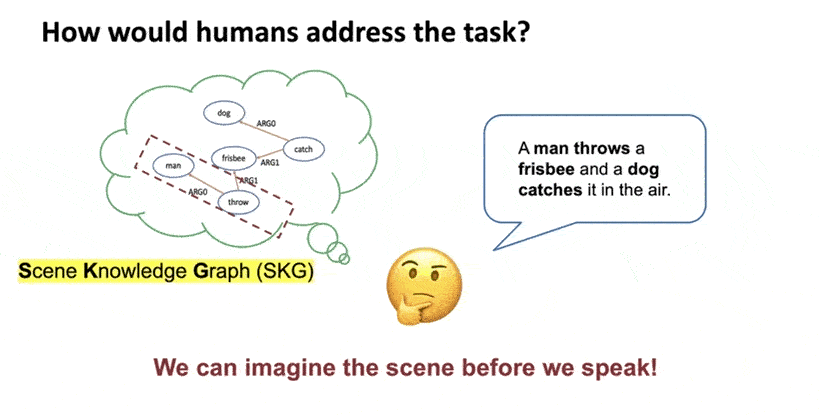 How would humans address the task?
dog
ARG0
catch
frisbee
ARG1
man
ARG1
ARG0
throw
A man throws a
frisbee and a dog
catches it in the air.
Scene Knowledge Graph (SKG)
We can imagine the scene before we speak!